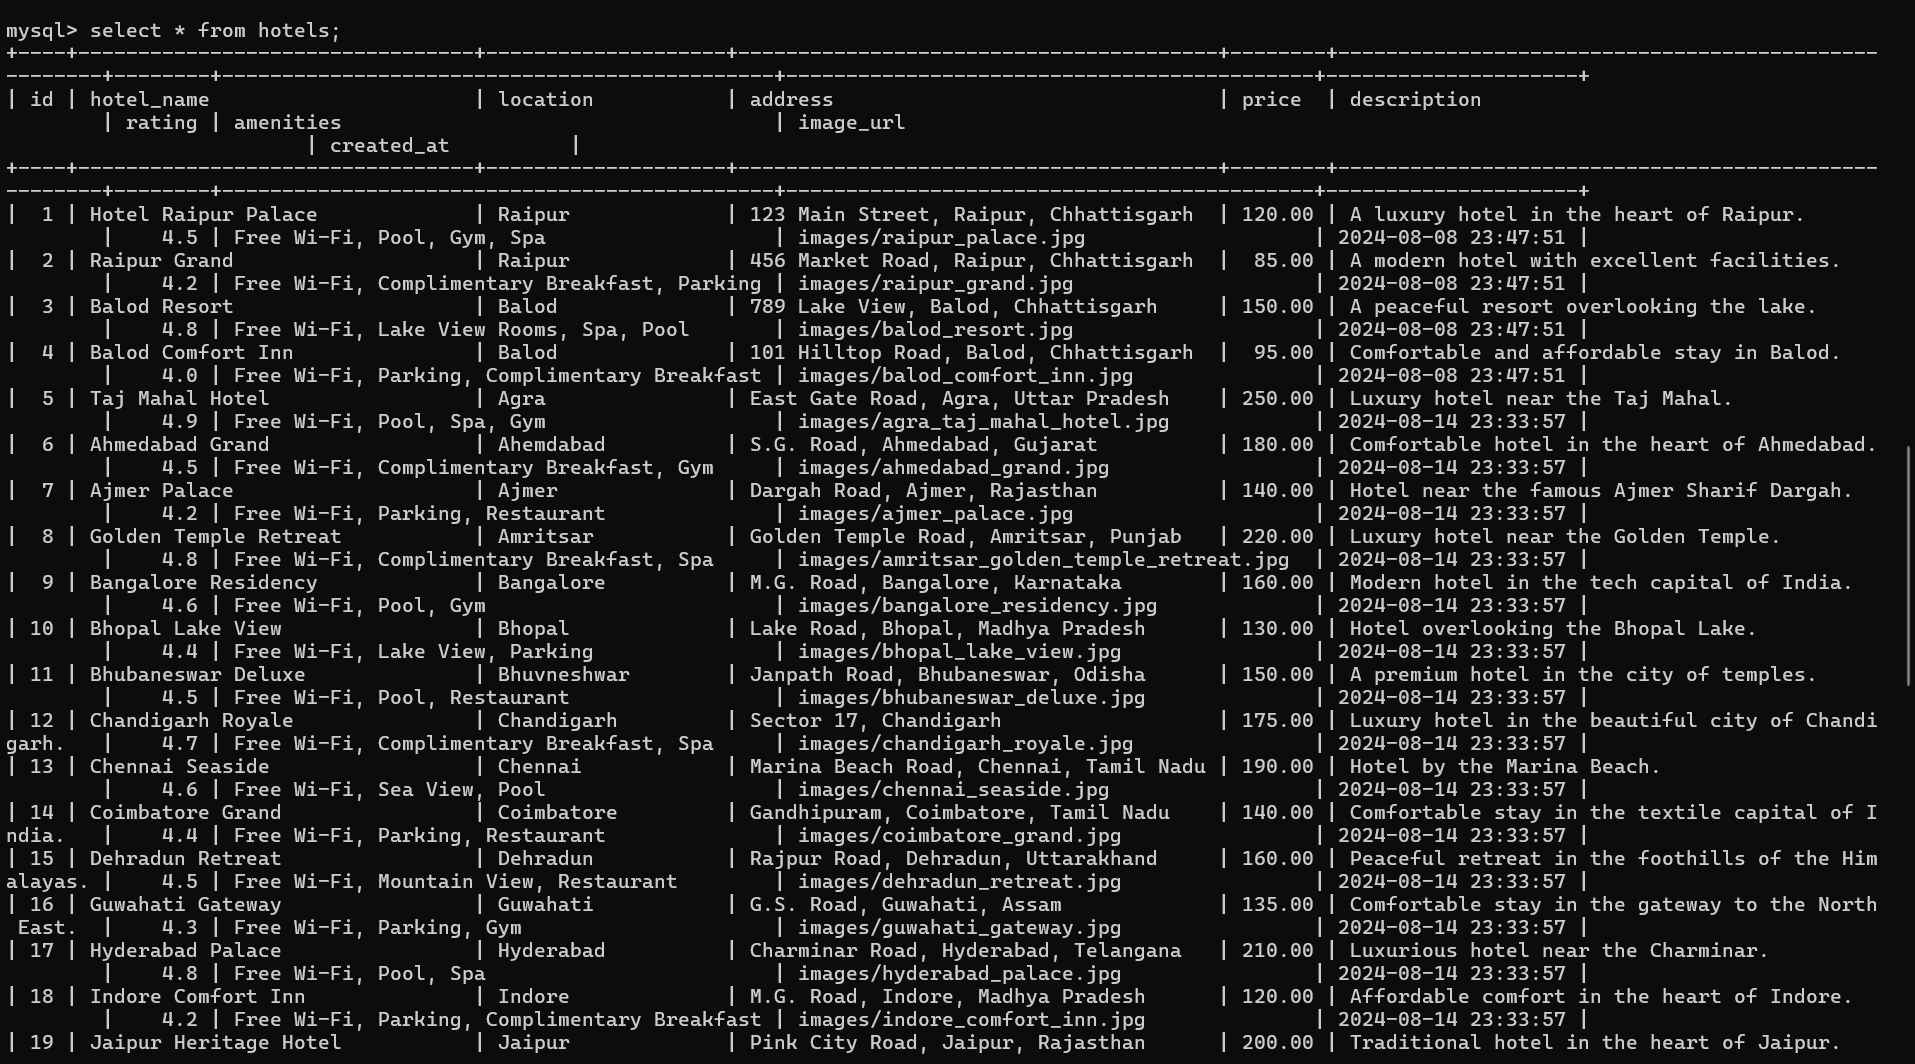 mysql> select * from hotels;
+----+---------------------------------+--------------------+----------------------------------------+--------+---------------------------------------------
--------+--------+----------------------------------------------+--------------------------------------------+---------------------+
| id | hotel_name                      | location           | address                                | price  | description
        | rating | amenities                                    | image_url
                         | created_at          |
+----+---------------------------------+--------------------+----------------------------------------+--------+---------------------------------------------
--------+--------+----------------------------------------------+--------------------------------------------+---------------------+
|  1 | Hotel Raipur Palace             | Raipur             | 123 Main Street, Raipur, Chhattisgarh  | 120.00 | A luxury hotel in the heart of Raipur.
        |    4.5 | Free Wi-Fi, Pool, Gym, Spa                   | images/raipur_palace.jpg                   | 2024-08-08 23:47:51 |
|  2 | Raipur Grand                    | Raipur             | 456 Market Road, Raipur, Chhattisgarh  |  85.00 | A modern hotel with excellent facilities.
        |    4.2 | Free Wi-Fi, Complimentary Breakfast, Parking | images/raipur_grand.jpg                    | 2024-08-08 23:47:51 |
|  3 | Balod Resort                    | Balod              | 789 Lake View, Balod, Chhattisgarh     | 150.00 | A peaceful resort overlooking the lake.
        |    4.8 | Free Wi-Fi, Lake View Rooms, Spa, Pool       | images/balod_resort.jpg                    | 2024-08-08 23:47:51 |
|  4 | Balod Comfort Inn               | Balod              | 101 Hilltop Road, Balod, Chhattisgarh  |  95.00 | Comfortable and affordable stay in Balod.
        |    4.0 | Free Wi-Fi, Parking, Complimentary Breakfast | images/balod_comfort_inn.jpg               | 2024-08-08 23:47:51 |
|  5 | Taj Mahal Hotel                 | Agra               | East Gate Road, Agra, Uttar Pradesh    | 250.00 | Luxury hotel near the Taj Mahal.
        |    4.9 | Free Wi-Fi, Pool, Spa, Gym                   | images/agra_taj_mahal_hotel.jpg            | 2024-08-14 23:33:57 |
|  6 | Ahmedabad Grand                 | Ahemdabad          | S.G. Road, Ahmedabad, Gujarat          | 180.00 | Comfortable hotel in the heart of Ahmedabad.
        |    4.5 | Free Wi-Fi, Complimentary Breakfast, Gym     | images/ahmedabad_grand.jpg                 | 2024-08-14 23:33:57 |
|  7 | Ajmer Palace                    | Ajmer              | Dargah Road, Ajmer, Rajasthan          | 140.00 | Hotel near the famous Ajmer Sharif Dargah.
        |    4.2 | Free Wi-Fi, Parking, Restaurant              | images/ajmer_palace.jpg                    | 2024-08-14 23:33:57 |
|  8 | Golden Temple Retreat           | Amritsar           | Golden Temple Road, Amritsar, Punjab   | 220.00 | Luxury hotel near the Golden Temple.
        |    4.8 | Free Wi-Fi, Complimentary Breakfast, Spa     | images/amritsar_golden_temple_retreat.jpg  | 2024-08-14 23:33:57 |
|  9 | Bangalore Residency             | Bangalore          | M.G. Road, Bangalore, Karnataka        | 160.00 | Modern hotel in the tech capital of India.
        |    4.6 | Free Wi-Fi, Pool, Gym                        | images/bangalore_residency.jpg             | 2024-08-14 23:33:57 |
| 10 | Bhopal Lake View                | Bhopal             | Lake Road, Bhopal, Madhya Pradesh      | 130.00 | Hotel overlooking the Bhopal Lake.
        |    4.4 | Free Wi-Fi, Lake View, Parking               | images/bhopal_lake_view.jpg                | 2024-08-14 23:33:57 |
| 11 | Bhubaneswar Deluxe              | Bhuvneshwar        | Janpath Road, Bhubaneswar, Odisha      | 150.00 | A premium hotel in the city of temples.
        |    4.5 | Free Wi-Fi, Pool, Restaurant                 | images/bhubaneswar_deluxe.jpg              | 2024-08-14 23:33:57 |
| 12 | Chandigarh Royale               | Chandigarh         | Sector 17, Chandigarh                  | 175.00 | Luxury hotel in the beautiful city of Chandi
garh.   |    4.7 | Free Wi-Fi, Complimentary Breakfast, Spa     | images/chandigarh_royale.jpg               | 2024-08-14 23:33:57 |
| 13 | Chennai Seaside                 | Chennai            | Marina Beach Road, Chennai, Tamil Nadu | 190.00 | Hotel by the Marina Beach.
        |    4.6 | Free Wi-Fi, Sea View, Pool                   | images/chennai_seaside.jpg                 | 2024-08-14 23:33:57 |
| 14 | Coimbatore Grand                | Coimbatore         | Gandhipuram, Coimbatore, Tamil Nadu    | 140.00 | Comfortable stay in the textile capital of I
ndia.   |    4.4 | Free Wi-Fi, Parking, Restaurant              | images/coimbatore_grand.jpg                | 2024-08-14 23:33:57 |
| 15 | Dehradun Retreat                | Dehradun           | Rajpur Road, Dehradun, Uttarakhand     | 160.00 | Peaceful retreat in the foothills of the Him
alayas. |    4.5 | Free Wi-Fi, Mountain View, Restaurant        | images/dehradun_retreat.jpg                | 2024-08-14 23:33:57 |
| 16 | Guwahati Gateway                | Guwahati           | G.S. Road, Guwahati, Assam             | 135.00 | Comfortable stay in the gateway to the North
 East.  |    4.3 | Free Wi-Fi, Parking, Gym                     | images/guwahati_gateway.jpg                | 2024-08-14 23:33:57 |
| 17 | Hyderabad Palace                | Hyderabad          | Charminar Road, Hyderabad, Telangana   | 210.00 | Luxurious hotel near the Charminar.
        |    4.8 | Free Wi-Fi, Pool, Spa                        | images/hyderabad_palace.jpg                | 2024-08-14 23:33:57 |
| 18 | Indore Comfort Inn              | Indore             | M.G. Road, Indore, Madhya Pradesh      | 120.00 | Affordable comfort in the heart of Indore.
        |    4.2 | Free Wi-Fi, Parking, Complimentary Breakfast | images/indore_comfort_inn.jpg              | 2024-08-14 23:33:57 |
| 19 | Jaipur Heritage Hotel           | Jaipur             | Pink City Road, Jaipur, Rajasthan      | 200.00 | Traditional hotel in the heart of Jaipur.